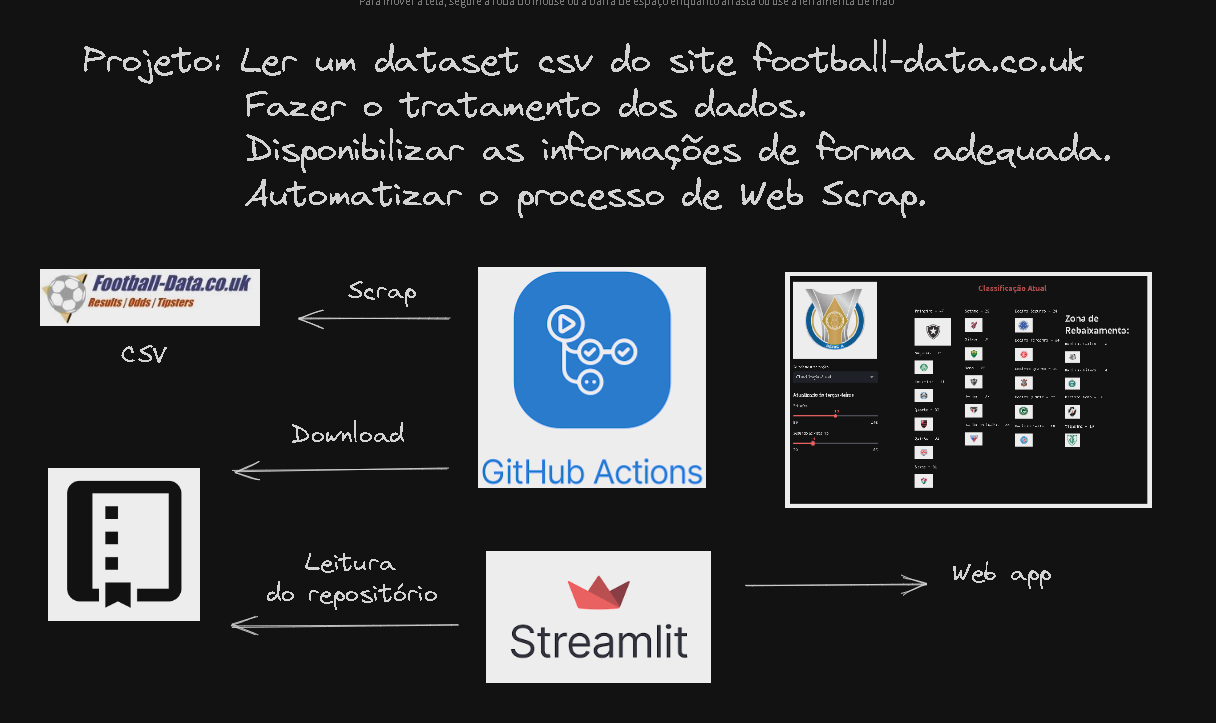 Para mover a tela, segure a roda do mouse ou a barra de espaço enquanto arrasta ou use a ferramenta de mão
Projeto: Ler um dataset csv do site football-data.co.uk
Fazer o tratamento dos dados.
Disponibilizar as informações de forma adequada.
Automatizar o processo de Web Scrap.
Football-Data.co.uk
Results / Odds / Tipsters
CSV
Scrap
Download
GitHub Actions
Classificação Atual
Zona de
Rebaixamento:
Classificação Atual
Leitura
do repositório
Streamlit
Web app